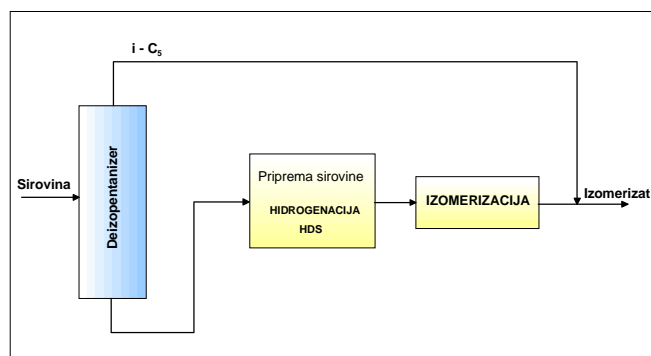 i - C₅
Deizopentanizer
Sirovina
Priprema sirovine
HIDROGENACIJA
HDS
IZOMERIZACIJA
Izomerizat